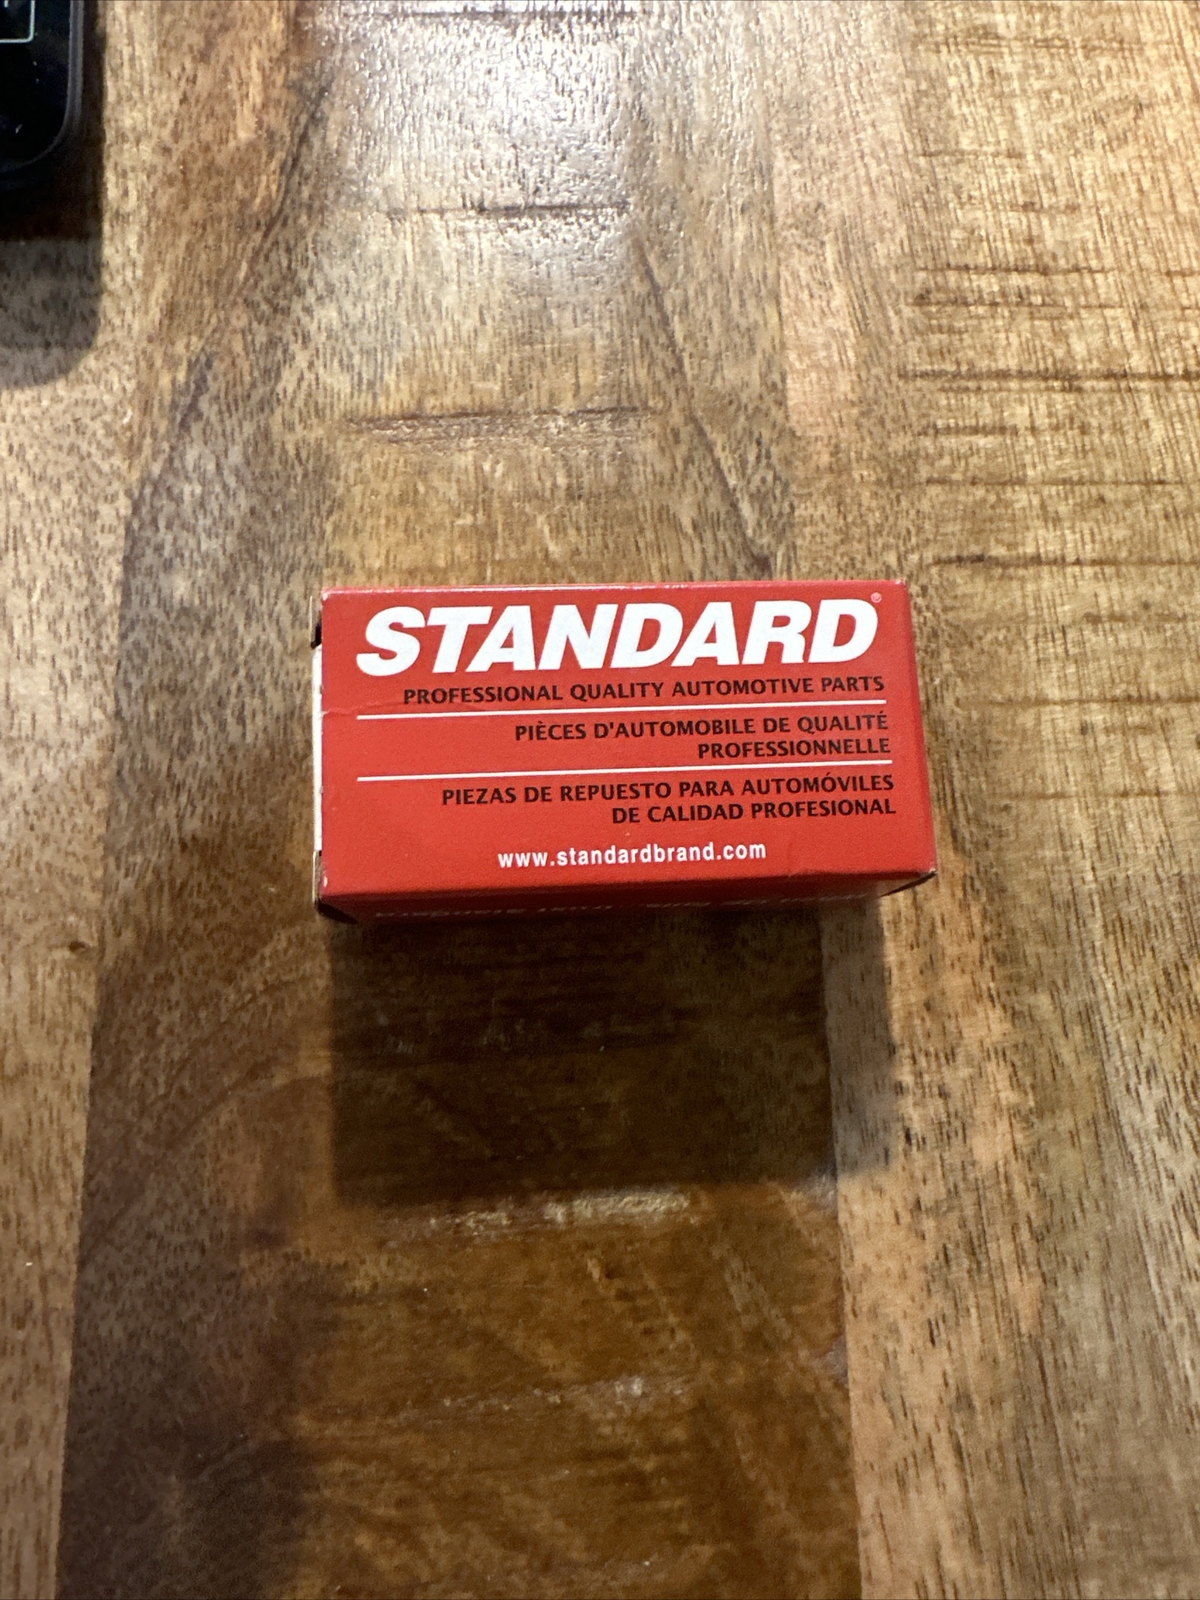 STANDARD®
PROFESSIONAL QUALITY AUTOMOTIVE PARTS
PIÈCES D'AUTOMOBILE DE QUALITÉ
PROFESSIONNELLE
PIEZAS DE REPUESTO PARA AUTOMÓVILES
DE CALIDAD PROFESIONAL
www.standardbrand.com